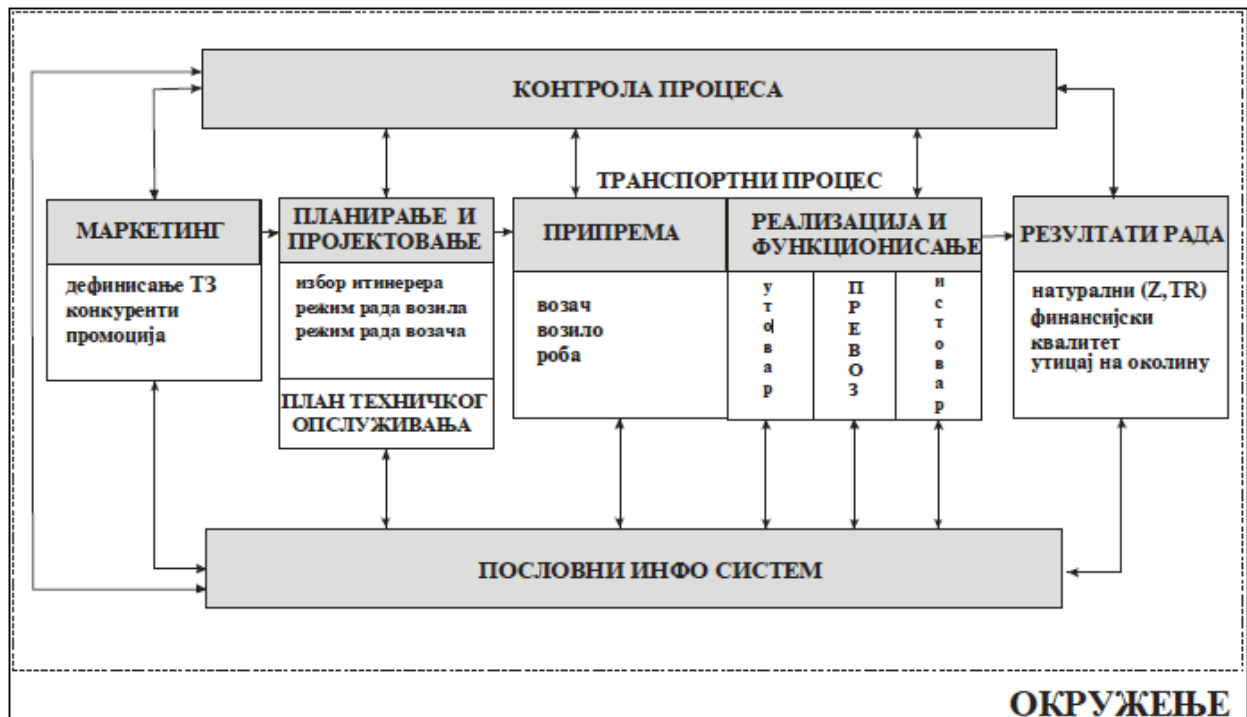 КОНТРОЛА ПРОЦЕСА
ТРАНСПОРТНИ ПРОЦЕС
МАРКЕТИНГ
дефинисање ТЗ
конкуренти
промоција
ПЛАНИРАЊЕ И
ПРОЈЕКТОВАЊЕ
избор итинерера
режим рада возила
режим рада возача
ПЛАН ТЕХНИЧКОГ
ОПСЛУЖИВАЊА
ПРИПРЕМА
возач
возило
роба
РЕАЛИЗАЦИЈА И
ФУНКЦИОНИСАЊЕ
утовар
ПРЕВОЗ
истовар
РЕЗУЛТАТИ РАДА
натурални (Z,TR)
финансијски
квалитет
утицај на околину
ПОСЛОВНИ ИНФО СИСТЕМ
ОКРУЖЕЊЕ